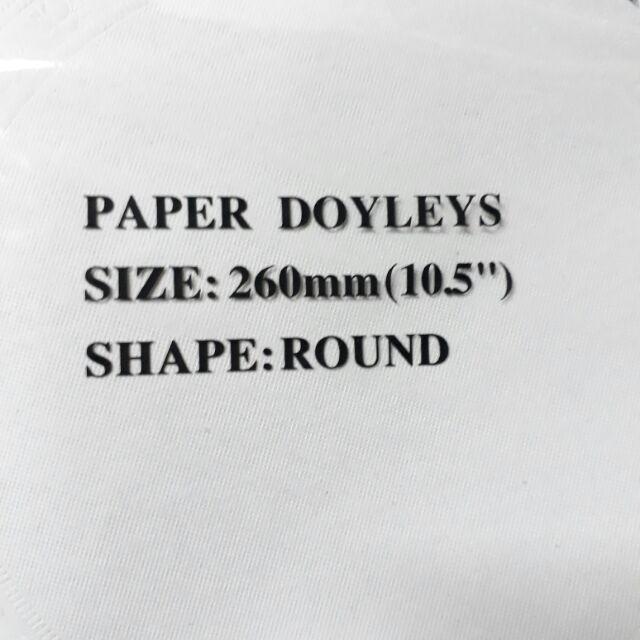 PAPER DOYLEYS
SIZE: 260mm(10.5")
SHAPE: ROUND